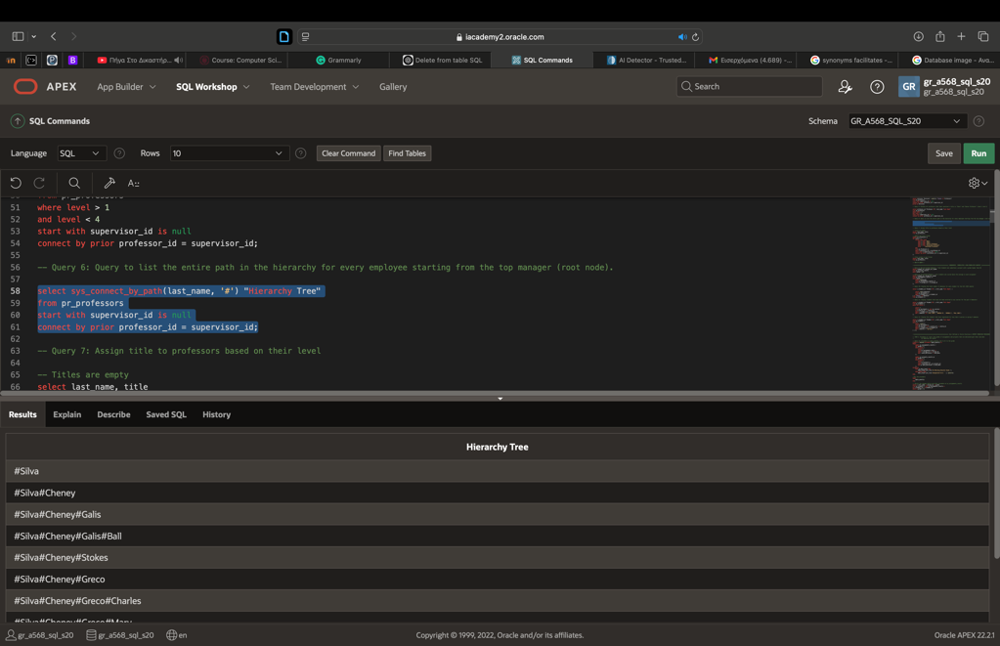 iacademy2.oracle.com
in
B
Πήγα Στο Δικαστήρ...
Course: Computer Sci...
Grammarly
Delete from table SQL
SQL Commands
AI Detector - Trusted...
Εισερχόμενα (4.689) -...
synonyms facilitates -...
Database Image - Ava...
APEX
App Builder
SQL Workshop
Team Development
Gallery
Search
GR
gr_a568_sql_s20
gr_a568_sql_s20
SQL Commands
Schema
GR_A568_SQL_S20
Language
SQL
Rows
10
Clear Command
Find Tables
Save
Run
A::
51 where level > 1
52 and level < 4
53 start with supervisor_id is null
54 connect by prior professor_id = supervisor_id;
55
56 -- Query 6: Query to list the entire path in the hierarchy for every employee starting from the top manager (root node).
57
58 select sys_connect_by_path(last_name, '#') "Hierarchy Tree"
59 from pr_professors
60 start with supervisor_id is null
61 connect by prior professor_id = supervisor_id;
62
63 -- Query 7: Assign title to professors based on their level
64
65 -- Titles are empty
66 select last_name, title
Results
Explain
Describe
Saved SQL
History
Hierarchy Tree
#Silva
#Silva#Cheney
#Silva#Cheney#Galis
#Silva#Cheney#Galis#Ball
#Silva#Cheney#Stokes
#Silva#Cheney#Greco
#Silva#Cheney#Greco#Charles
#Silva#Cheney#Greco#Mary
gr_a568_sql_s20
gr_a568_sql_s20
en
Copyright © 1999, 2022, Oracle and/or its affiliates.
Oracle APEX 22.2.1